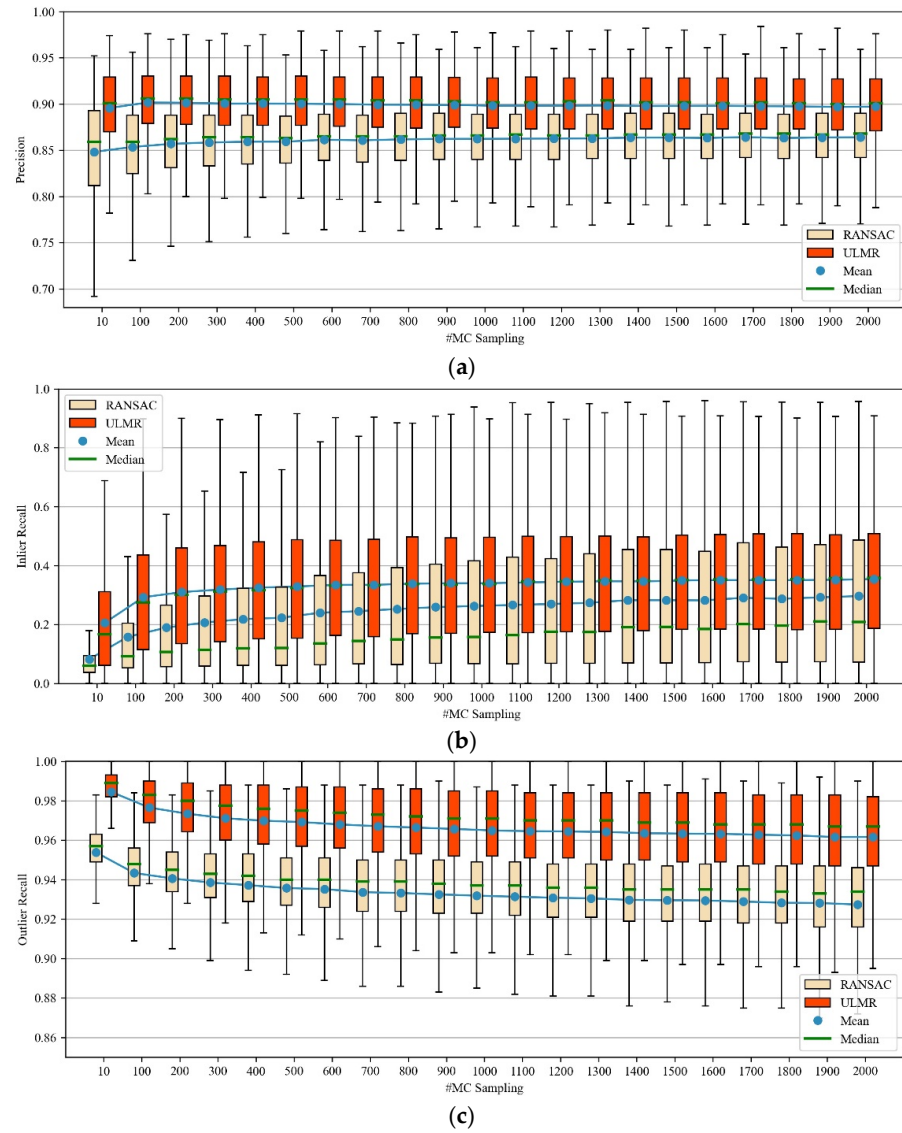 1.00
0.95
0.90
0.85
0.80
0.75
0.70
Precision
RANSAC
ULMR
Mean
Median
10 100 200 300 400 500 600 700 800 900 1000 1100 1200 1300 1400 1500 1600 1700 1800 1900 2000
#MC Sampling
(a)
1.0
0.8
0.6
0.4
0.2
0.0
Inlier Recall
RANSAC
ULMR
Mean
Median
10 100 200 300 400 500 600 700 800 900 1000 1100 1200 1300 1400 1500 1600 1700 1800 1900 2000
#MC Sampling
(b)
1.00
0.98
0.96
0.94
0.92
0.90
0.88
0.86
Outlier Recall
RANSAC
ULMR
Mean
Median
10 100 200 300 400 500 600 700 800 900 1000 1100 1200 1300 1400 1500 1600 1700 1800 1900 2000
#MC Sampling
(c)